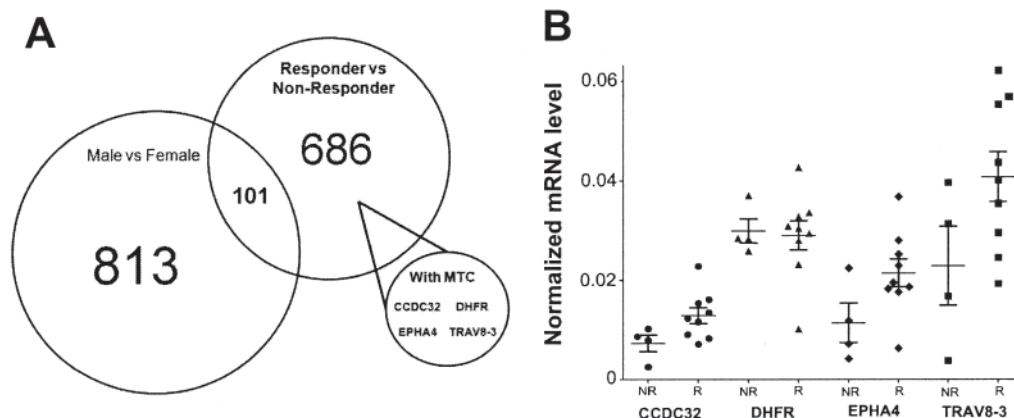 A
Responder vs
Non-Responder
686
Male vs Female
101
813
With MTC
CCDC32 DHFR
EPHA4 TRAV8-3
B
Normalized mRNA level
0.06
0.04
0.02
0
NR R NR R NR R NR R
CCDC32 DHFR EPHA4 TRAV8-3